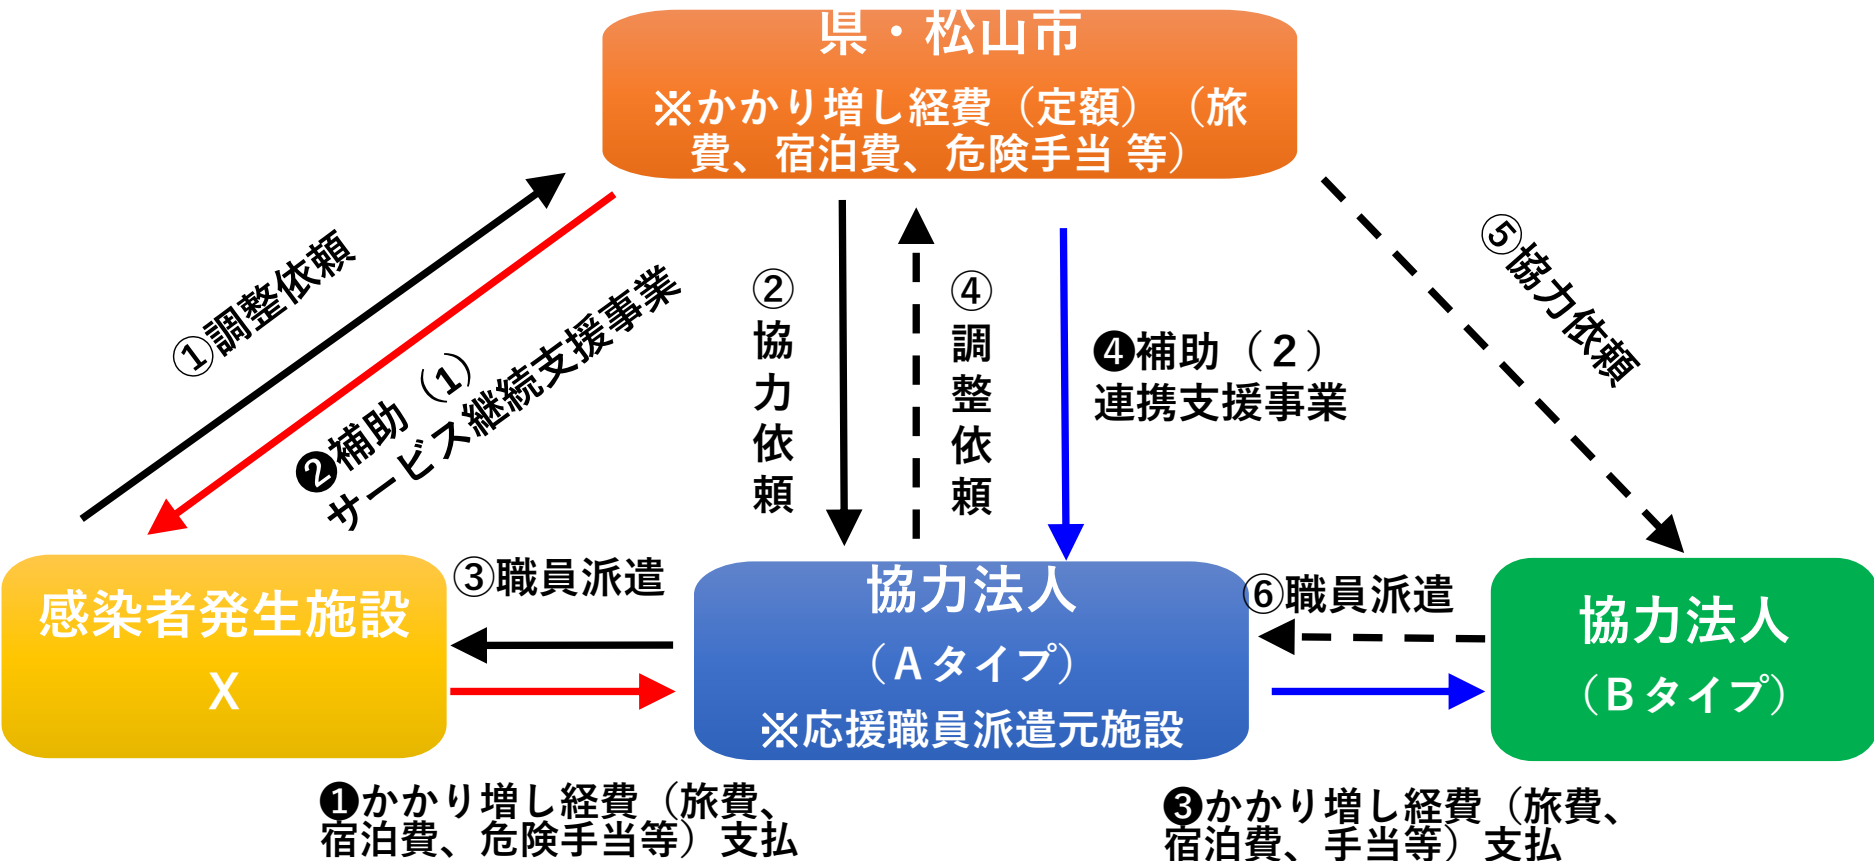 県・松山市
※かかり増し経費（定額）（旅
費、宿泊費、危険手当 等）
①調整依頼
❷補助（1）
サービス継続支援事業
②協力依頼
④調整依頼
❹補助（２）
連携支援事業
⑤協力依頼
感染者発生施設
X
③職員派遣
協力法人
（Ａタイプ）
※応援職員派遣元施設
⑥職員派遣
協力法人
（Ｂタイプ）
❶かかり増し経費（旅費、
宿泊費、危険手当等）支払
❸かかり増し経費（旅費、
宿泊費、手当等）支払